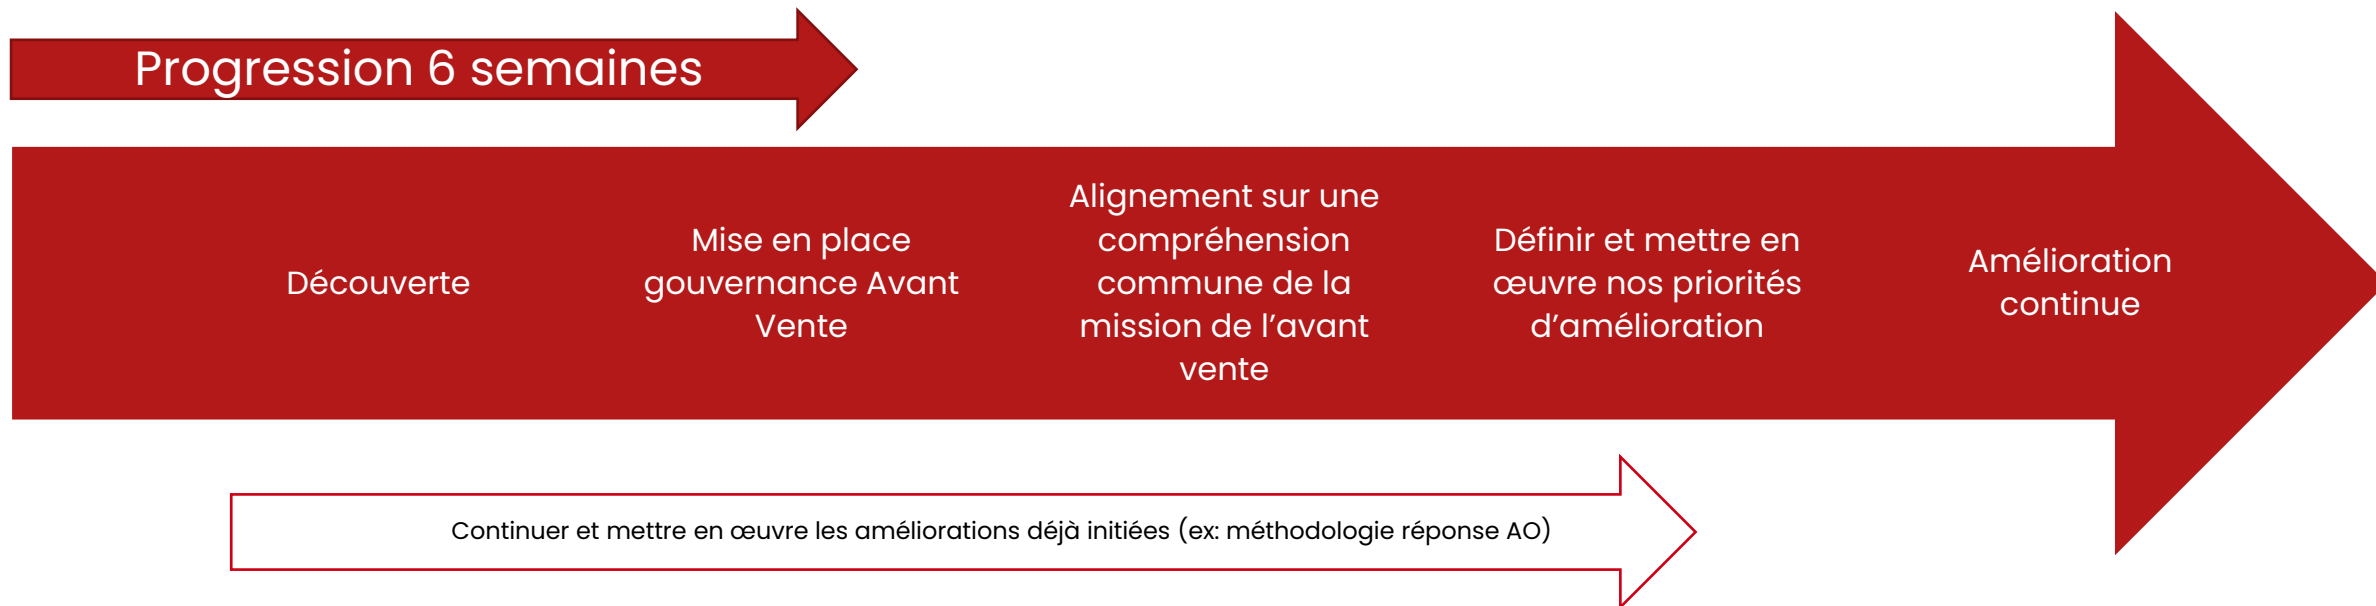 Progression 6 semaines
Découverte
Mise en place
gouvernance Avant
Vente
Alignement sur une
compréhension
commune de la
mission de l’avant
vente
Définir et mettre en
œuvre nos priorités
d’amélioration
Amélioration
continue
Continuer et mettre en œuvre les améliorations déjà initiées (ex: méthodologie réponse AO)